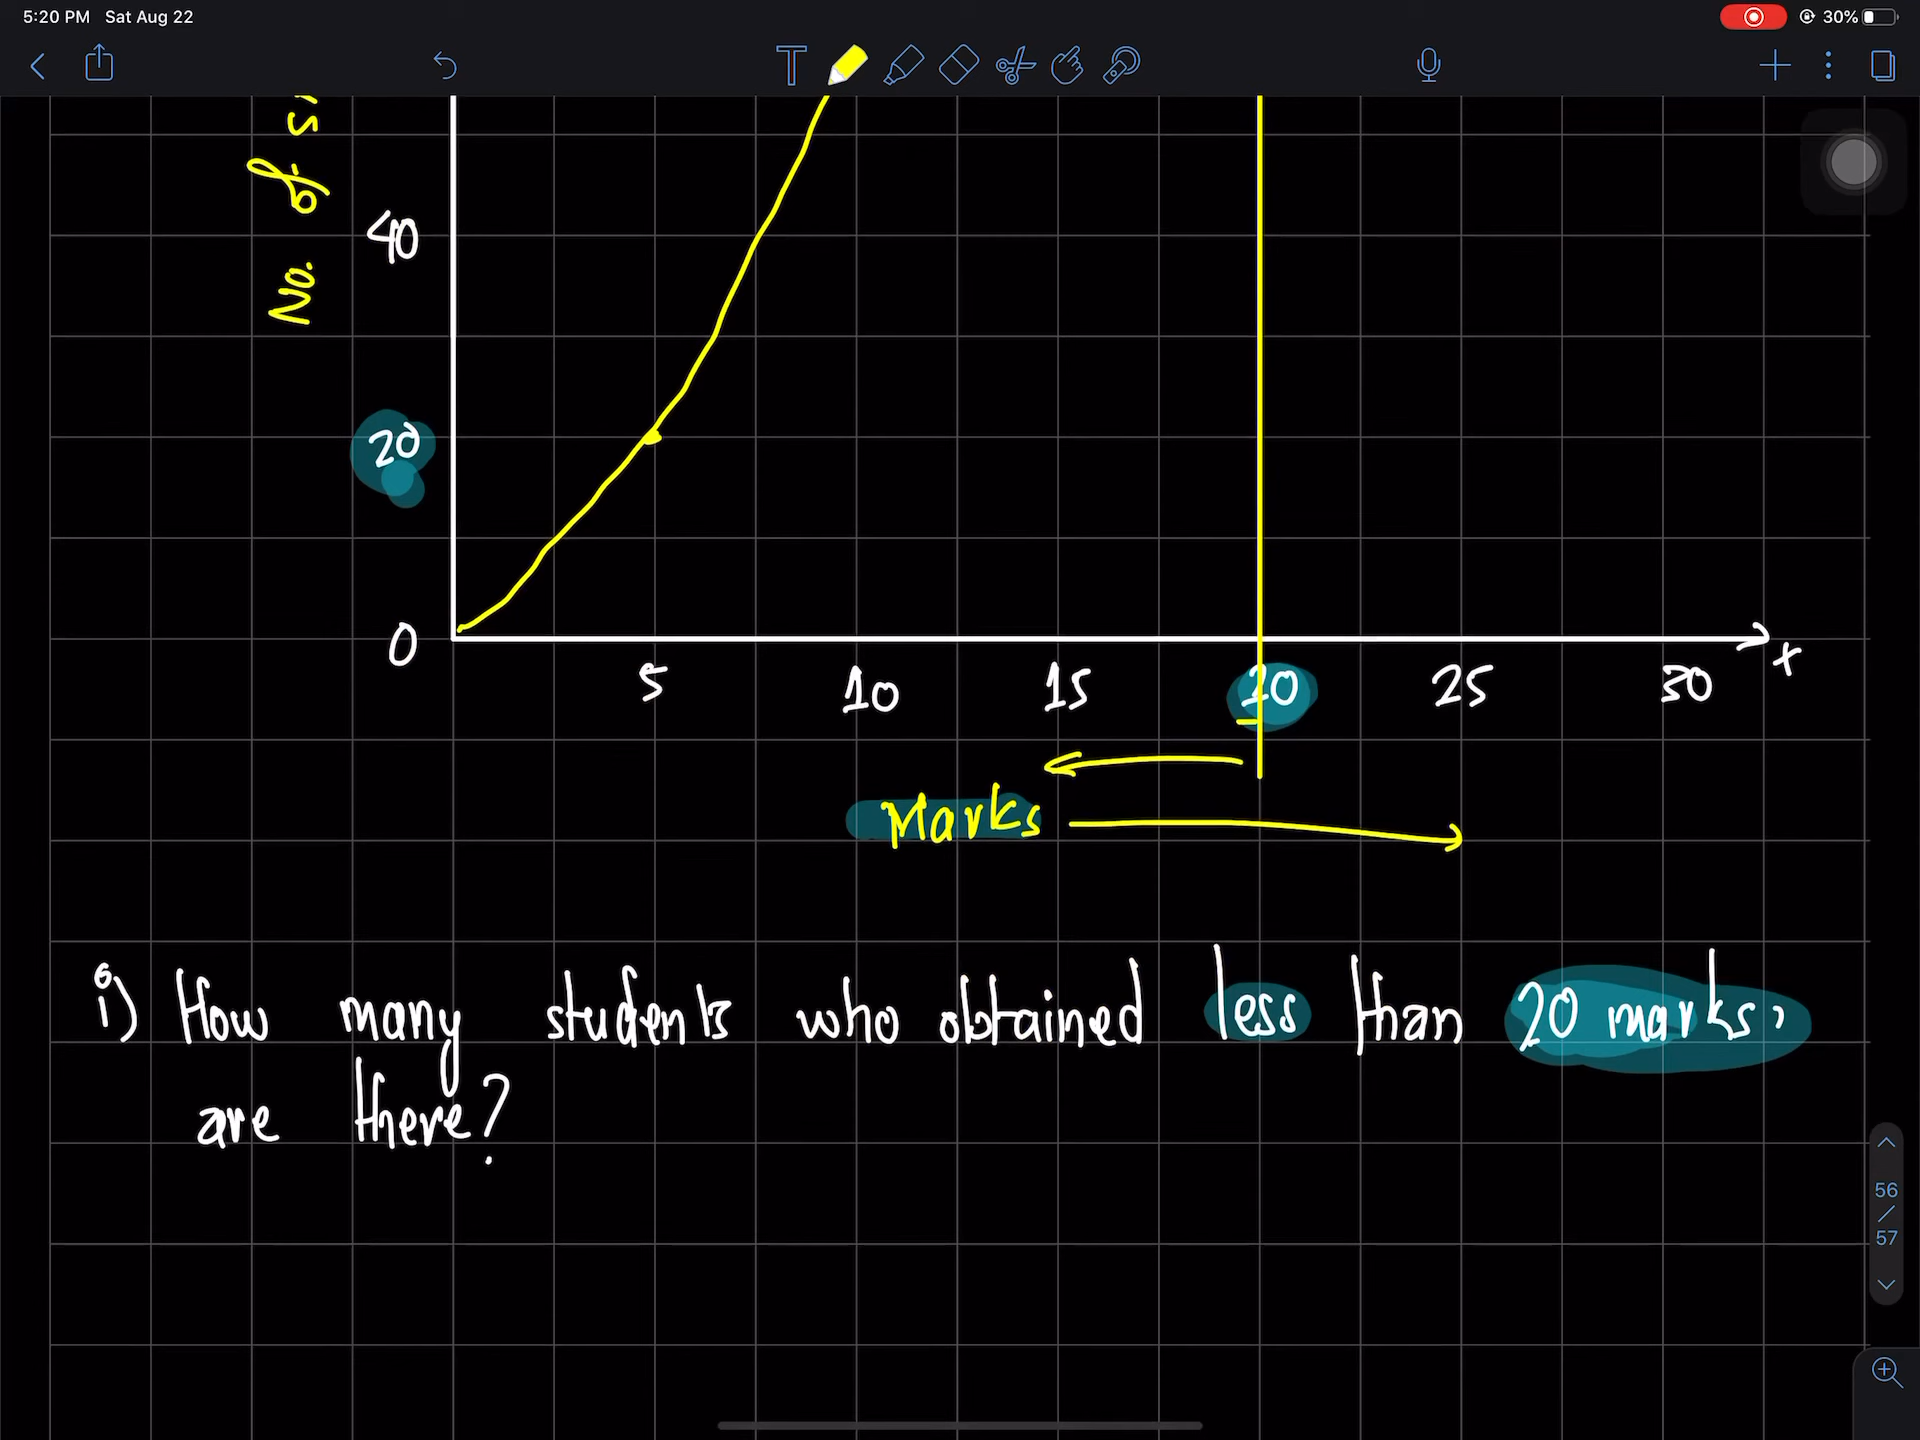 5:20 PM Sat Aug 22
30%
T
No. of s
40
20
0
5 10 15 20 25 30 x
Marks
i) How many students who obtained less than 20 marks,
are there?
56
/
57